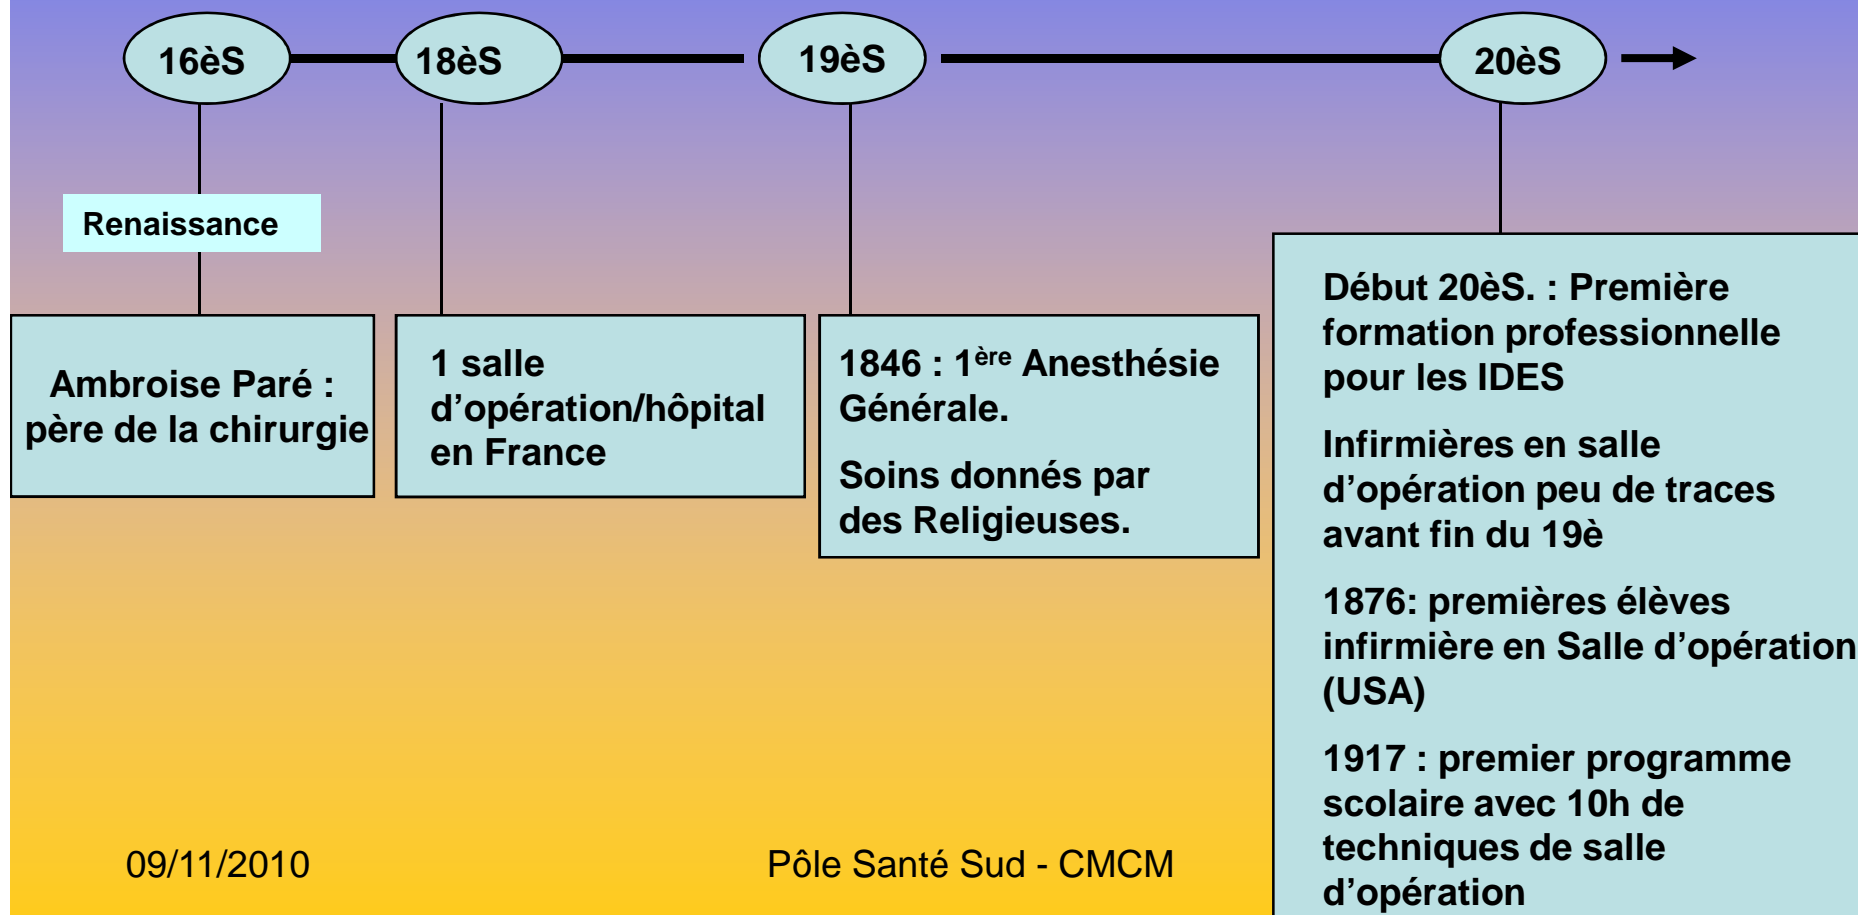 16èS
18èS
19èS
20èS
Renaissance
Ambroise Paré :
père de la chirurgie
1 salle
d’opération/hôpital
en France
1846 : 1ère Anesthésie
Générale.
Soins donnés par
des Religieuses.
Début 20èS. : Première
formation professionnelle
pour les IDES
Infirmières en salle
d’opération peu de traces
avant fin du 19è
1876: premières élèves
infirmière en Salle d’opération
(USA)
1917 : premier programme
scolaire avec 10h de
techniques de salle
d’opération
09/11/2010
Pôle Santé Sud - CMCM